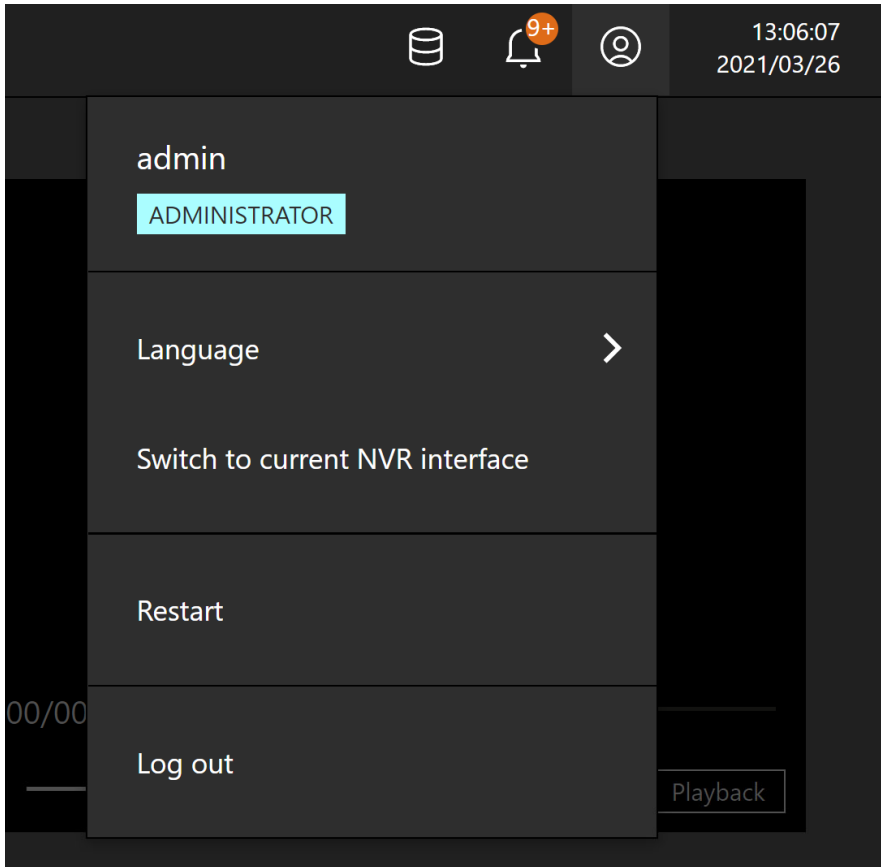 9+
13:06:07
2021/03/26
admin
ADMINISTRATOR
Language
Switch to current NVR interface
Restart
00/00
Log out
Playback